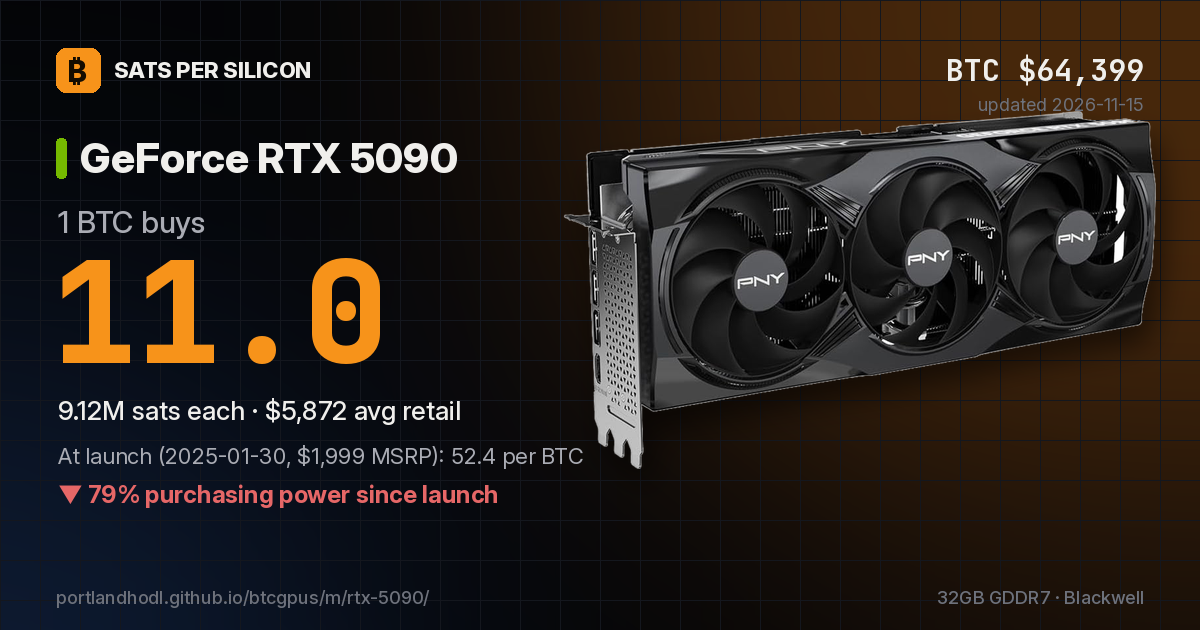 ₿ SATS PER SILICON
BTC $64,399
updated 2026-11-15
GeForce RTX 5090
1 BTC buys
11.0
9.12M sats each · $5,872 avg retail
At launch (2025-01-30, $1,999 MSRP): 52.4 per BTC
▼ 79% purchasing power since launch
PNY
PNY
PNY
portlandhodl.github.io/btcgpus/m/rtx-5090/
32GB GDDR7 · Blackwell